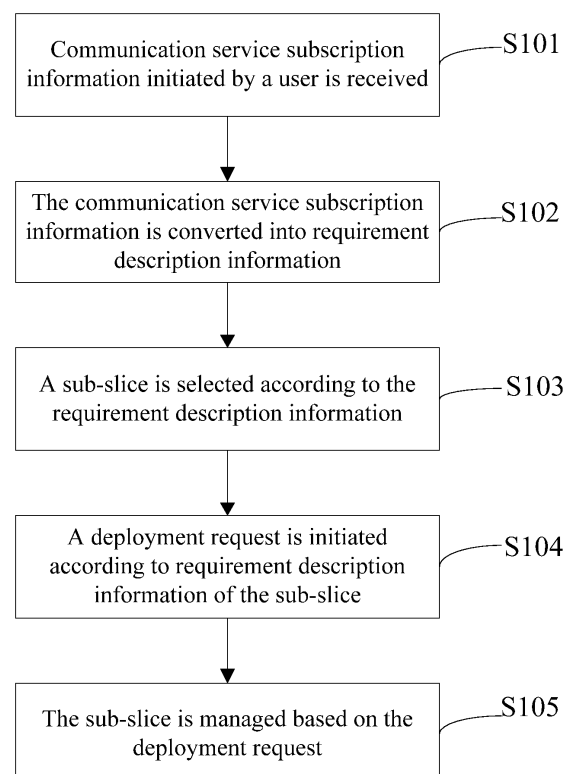 Communication service subscription
information initiated by a user is received
S101
The communication service subscription
information is converted into requirement
description information
S102
A sub-slice is selected according to the
requirement description information
S103
A deployment request is initiated
according to requirement description
information of the sub-slice
S104
The sub-slice is managed based on the
deployment request
S105